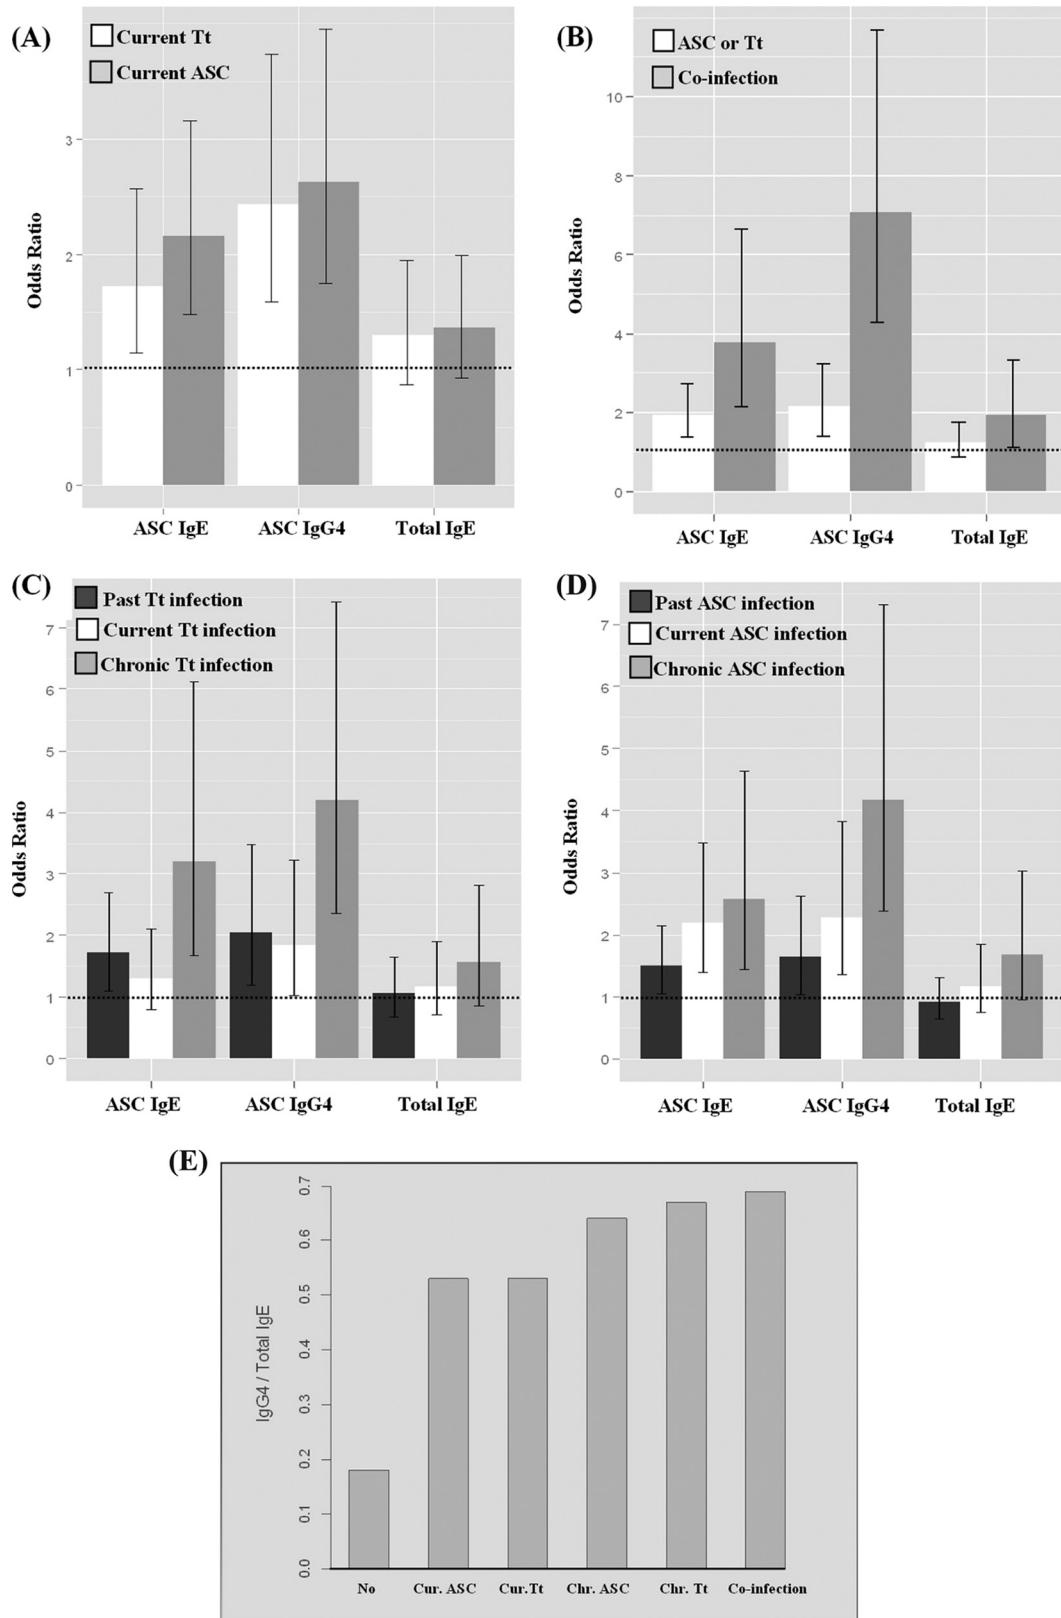 (A)
Current Tt
Current ASC
Odds Ratio
3
2
1
0
ASC IgE ASC IgG4 Total IgE
(B)
ASC or Tt
Co-infection
Odds Ratio
10
8
6
4
2
0
ASC IgE ASC IgG4 Total IgE
(C)
Past Tt infection
Current Tt infection
Chronic Tt infection
Odds Ratio
7
6
5
4
3
2
1
0
ASC IgE ASC IgG4 Total IgE
(D)
Past ASC infection
Current ASC infection
Chronic ASC infection
Odds Ratio
7
6
5
4
3
2
1
0
ASC IgE ASC IgG4 Total IgE
(E)
IgG4 / Total IgE
0.7
0.6
0.5
0.4
0.3
0.2
0.1
0.0
No Cur. ASC Cur.Tt Chr. ASC Chr. Tt Co-infection